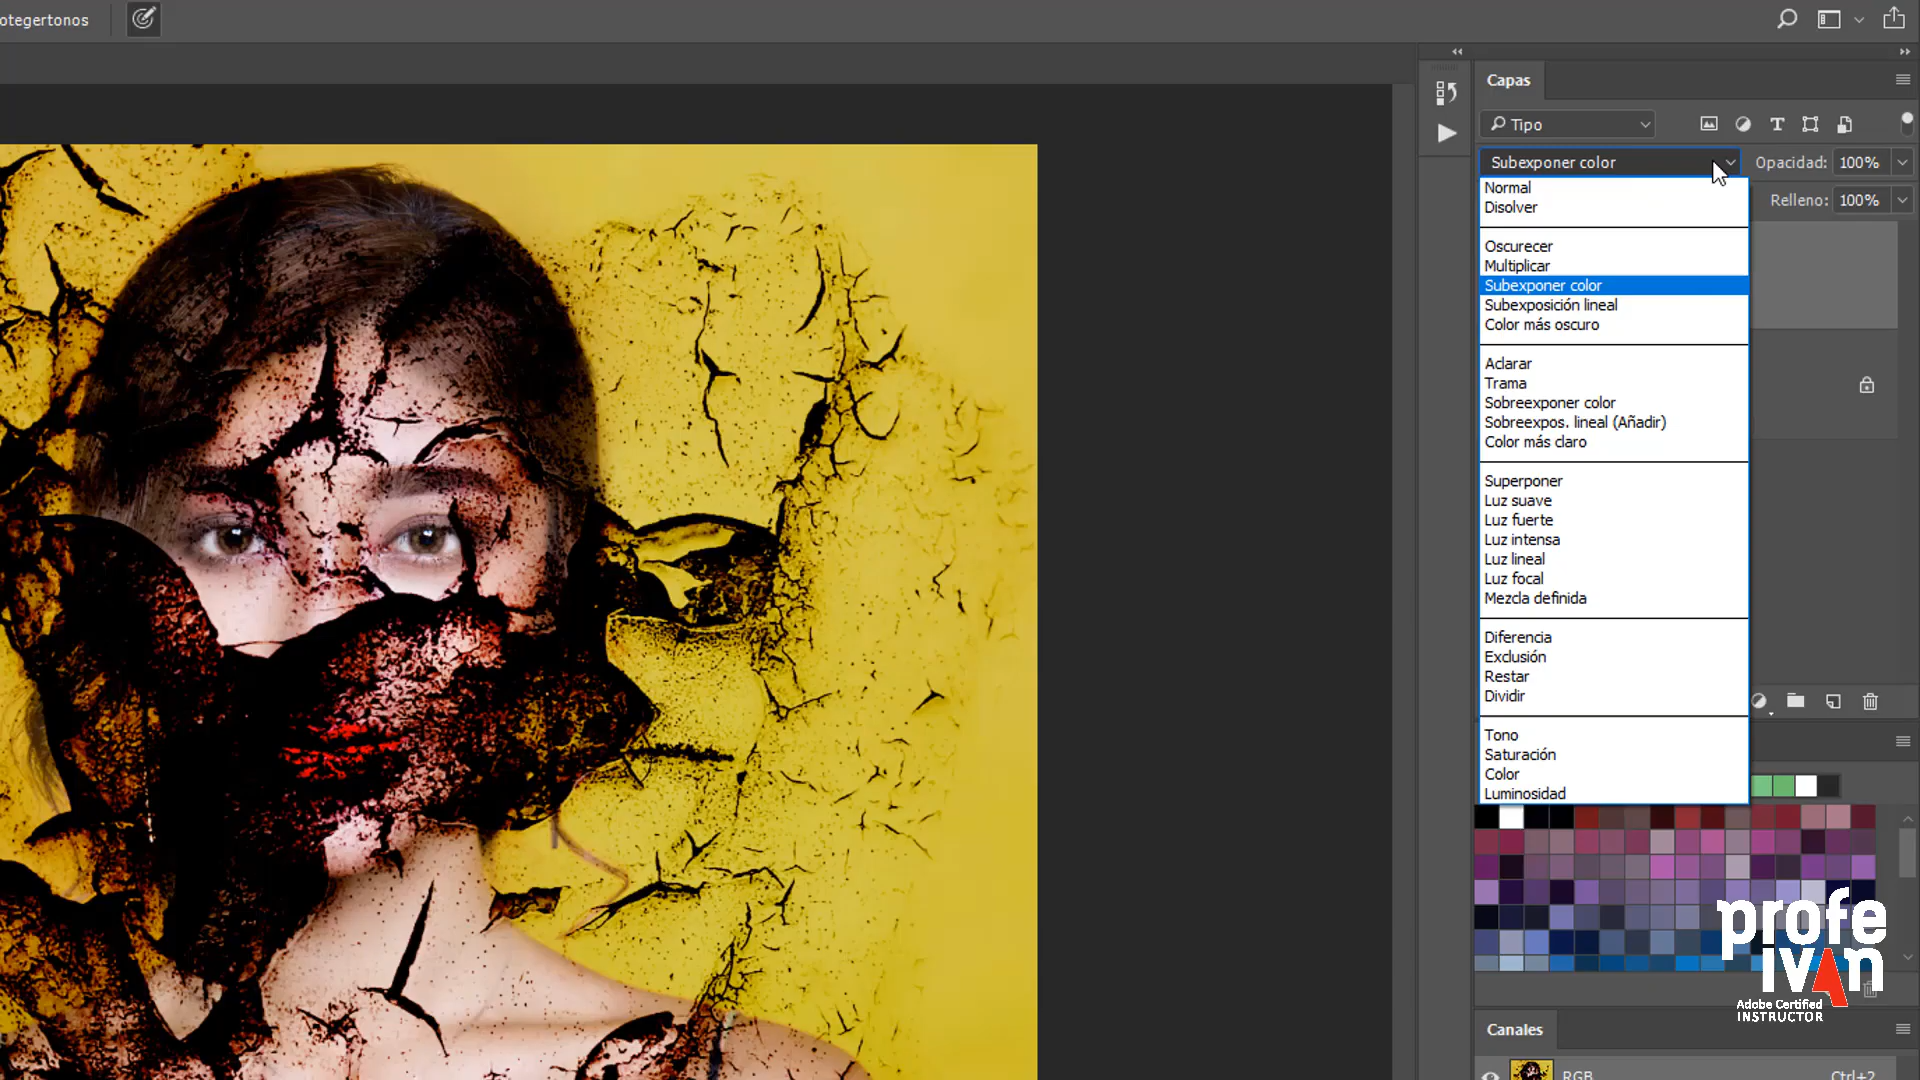 otegertonos
Capas
Tipo
Subexponer color
Opacidad:
100%
Normal
Disolver
Relleno:
100%
Oscurecer
Multiplicar
Subexponer color
Subexposición lineal
Color más oscuro
Aclarar
Trama
Sobreexponer color
Sobreexpos. lineal (Añadir)
Color más claro
Superponer
Luz suave
Luz fuerte
Luz intensa
Luz lineal
Luz focal
Mezcla definida
Diferencia
Exclusión
Restar
Dividir
Tono
Saturación
Color
Luminosidad
profe
ivan
Adobe Certified
INSTRUCTOR
Canales
RGB
Ctrl+2